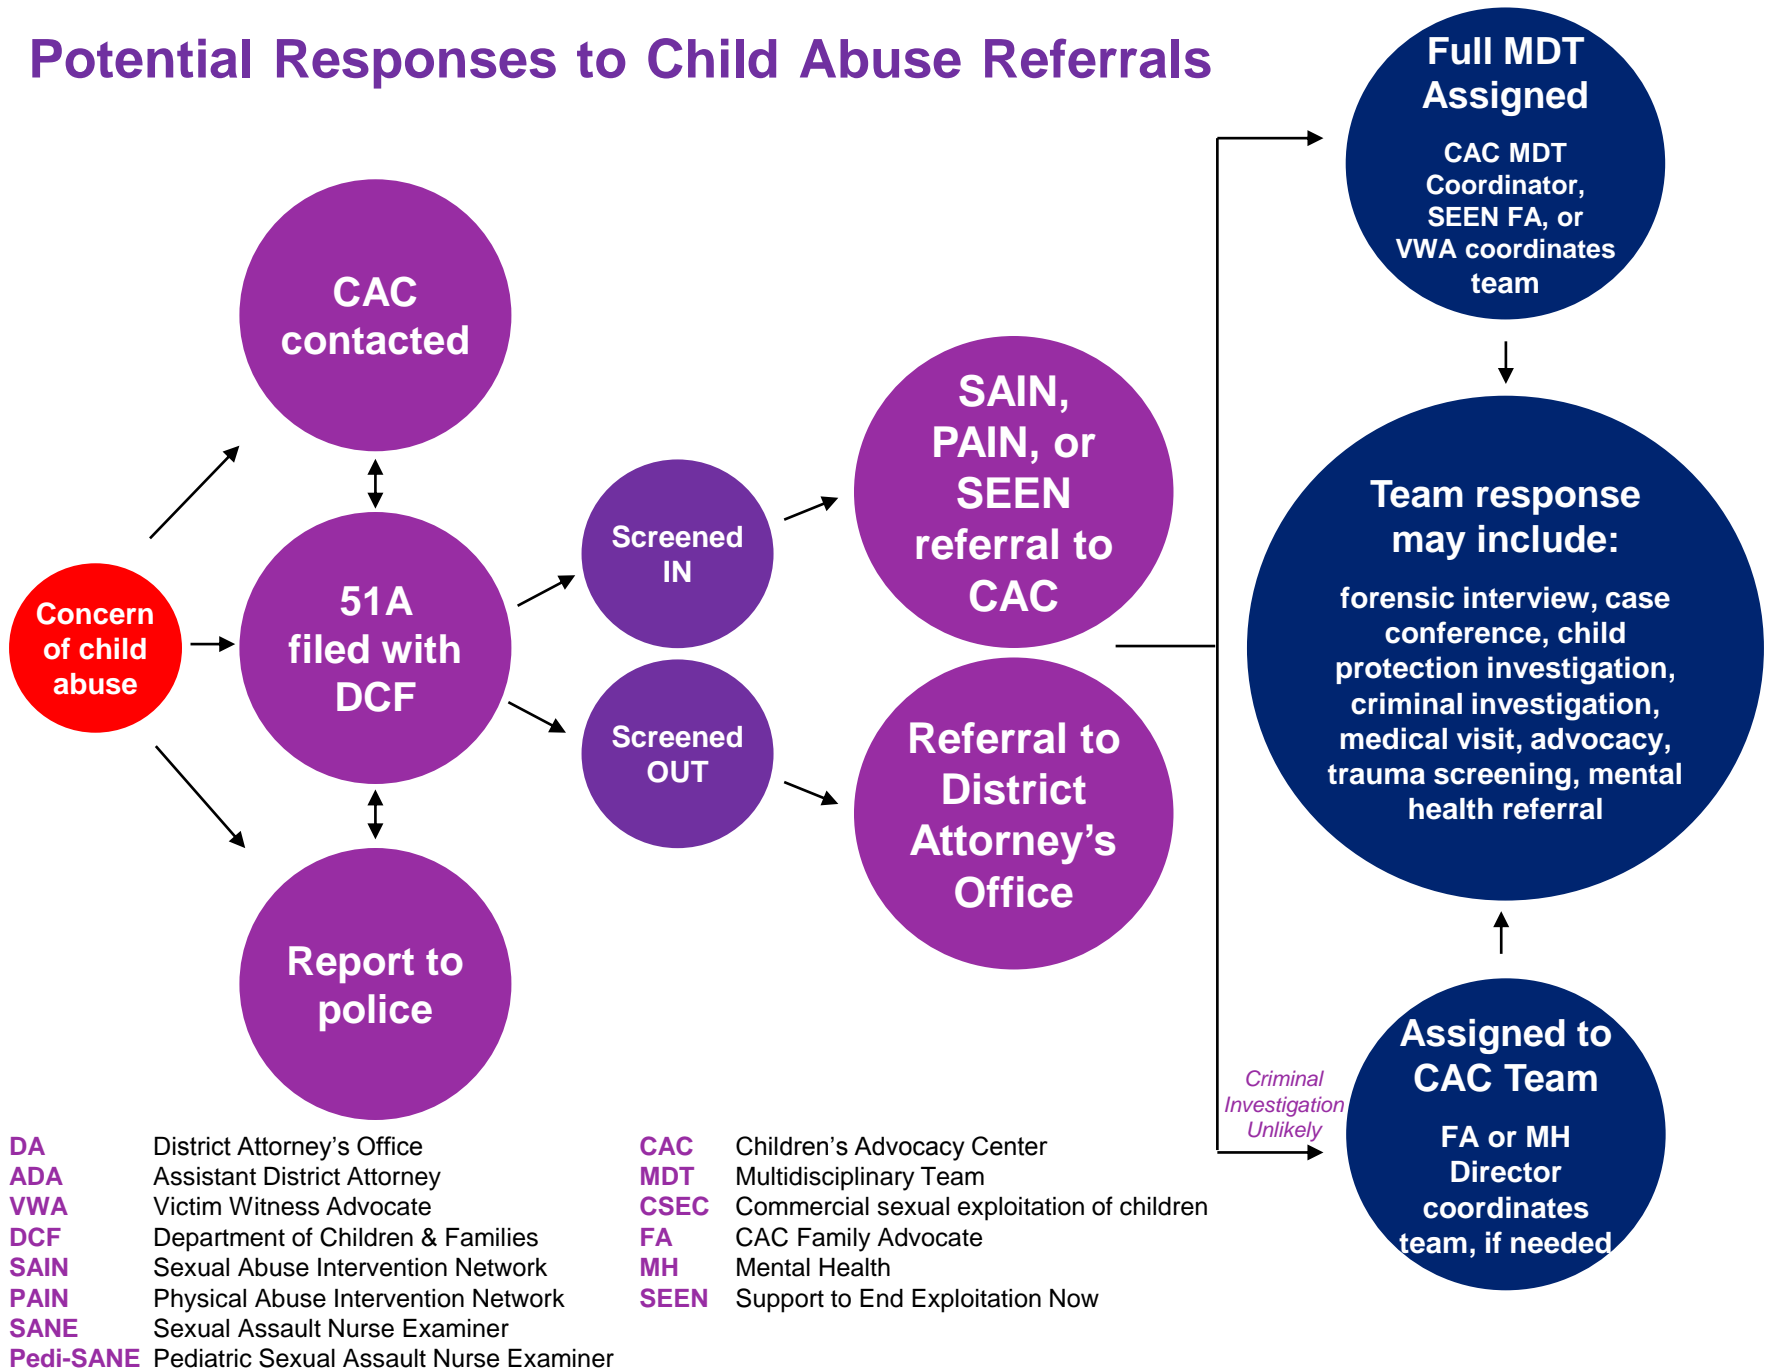 Potential Responses to Child Abuse Referrals
Full MDT
Assigned
CAC MDT
Coordinator,
SEEN FA, or
VWA coordinates
team
CAC
contacted
SAIN,
PAIN, or
SEEN
referral to
CAC
Screened
IN
Concern
of child
abuse
51A
filed with
DCF
Team response
may include:
forensic interview, case
conference, child
protection investigation,
criminal investigation,
medical visit, advocacy,
trauma screening, mental
health referral
Screened
OUT
Referral to
District
Attorney’s
Office
Report to
police
Criminal
Investigation
Unlikely
Assigned to
CAC Team
FA or MH
Director
coordinates
team, if needed
DA District Attorney’s Office
ADA Assistant District Attorney
VWA Victim Witness Advocate
DCF Department of Children & Families
SAIN Sexual Abuse Intervention Network
PAIN Physical Abuse Intervention Network
SANE Sexual Assault Nurse Examiner
Pedi-SANE Pediatric Sexual Assault Nurse Examiner
CAC Children’s Advocacy Center
MDT Multidisciplinary Team
CSEC Commercial sexual exploitation of children
FA CAC Family Advocate
MH Mental Health
SEEN Support to End Exploitation Now